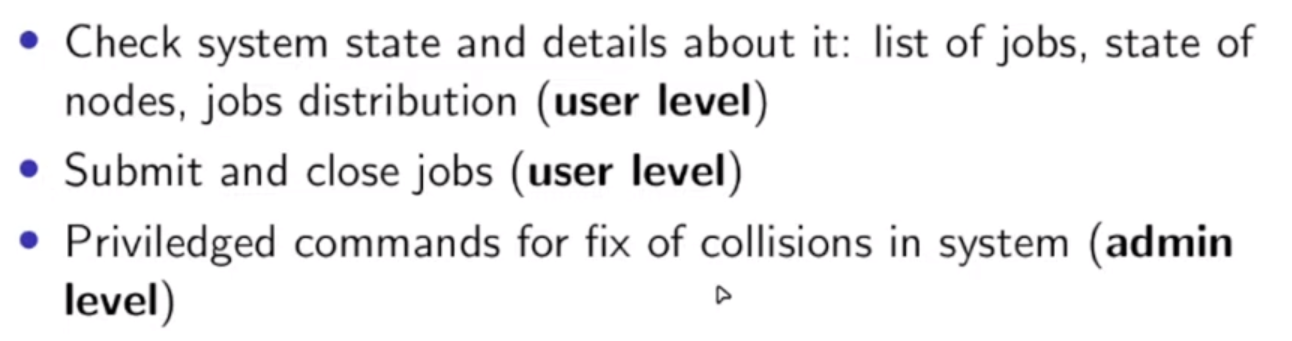 • Check system state and details about it: list of jobs, state of
nodes, jobs distribution (user level)
• Submit and close jobs (user level)
• Priviledged commands for fix of collisions in system (admin
level)